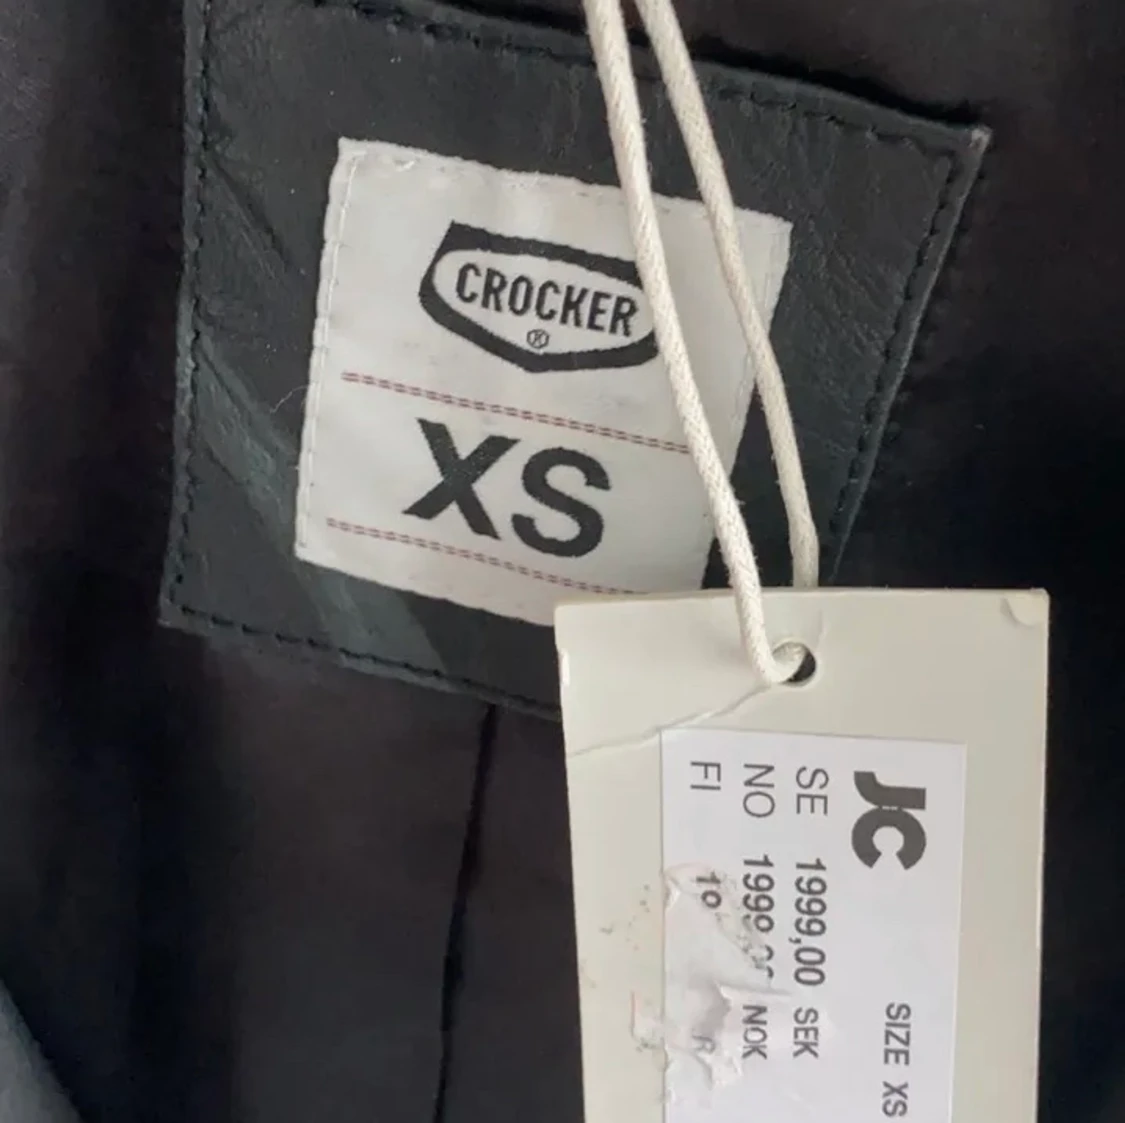 CROCKER
®
XS
JC
SIZE XS
SE 1999,00 SEK
NO NOK
FI